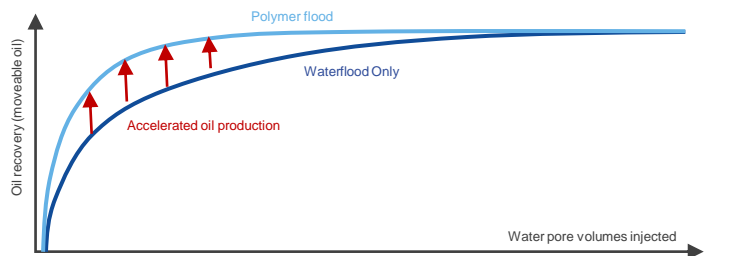 Polymer flood
Waterflood Only
Accelerated oil production
Oil recovery (moveable oil)
Water pore volumes injected